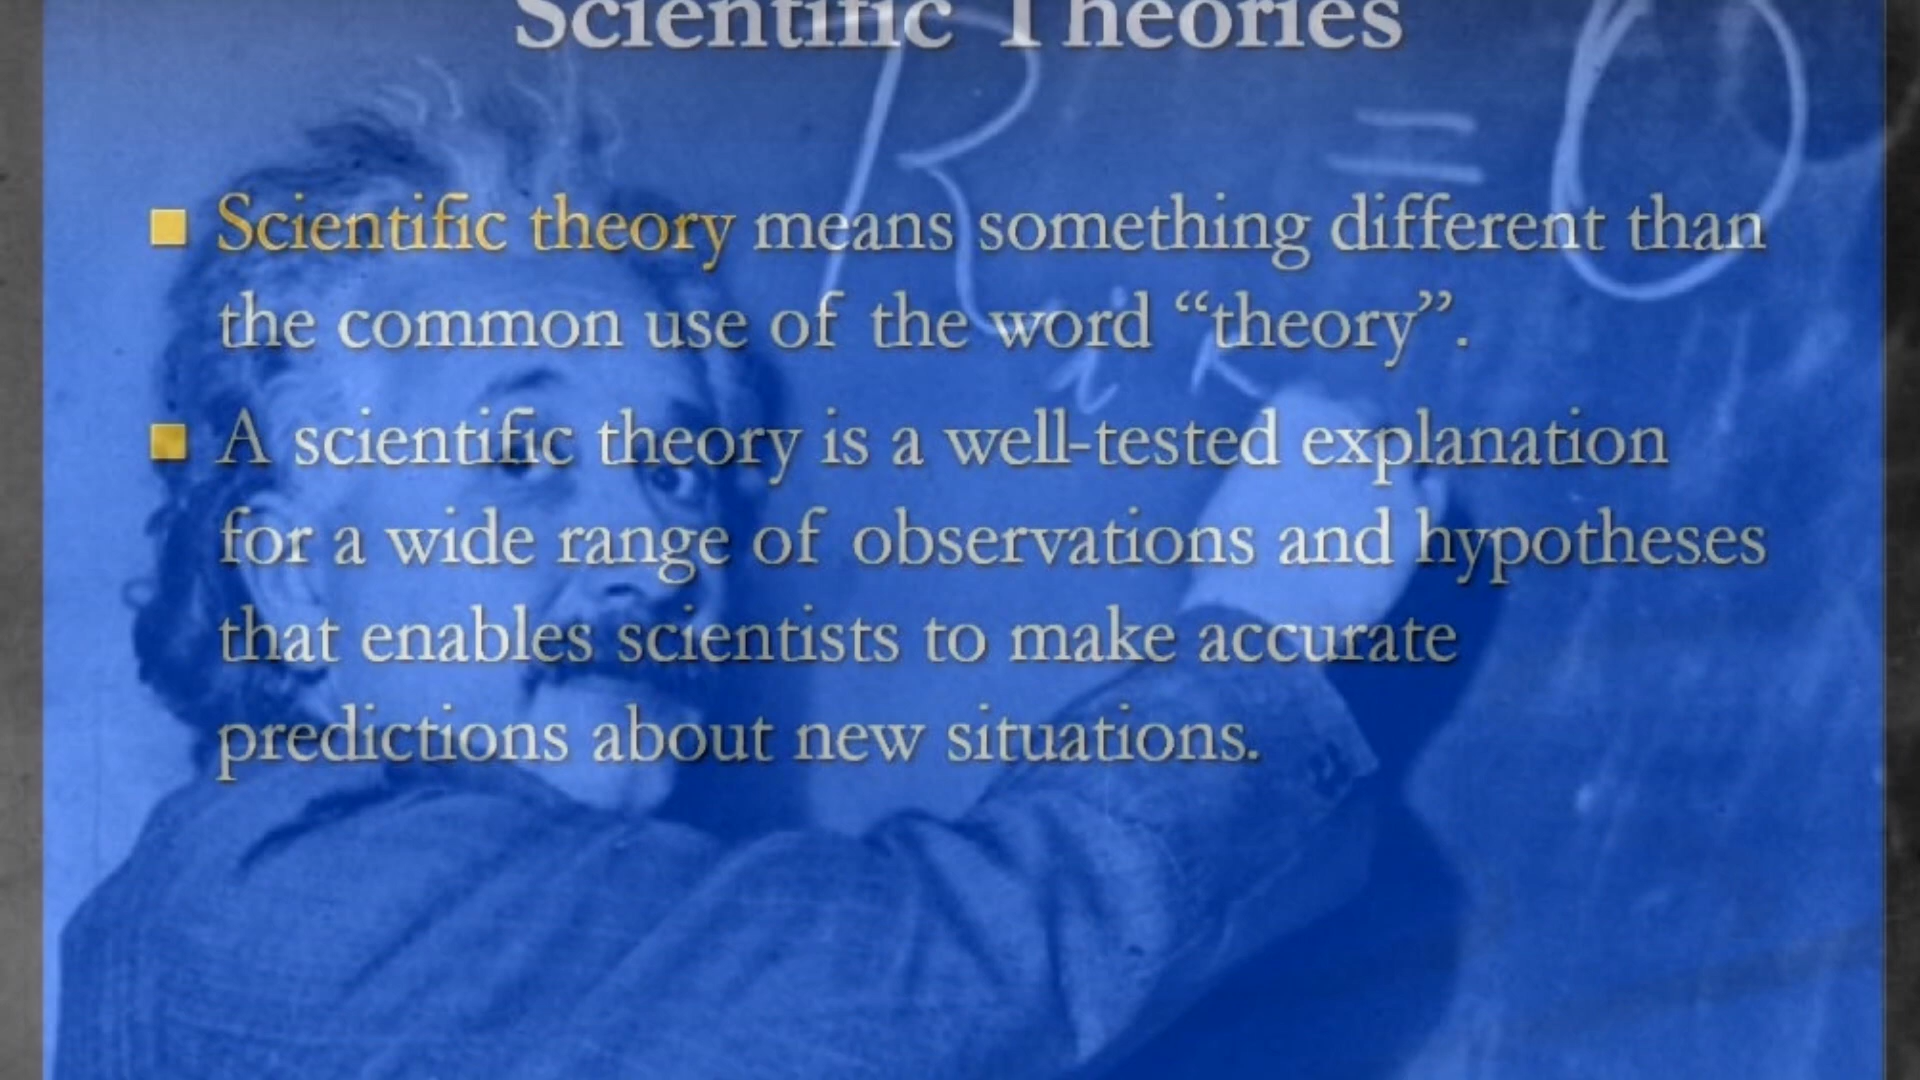 Scientific Theories
R = 0
Scientific theory means something different than
the common use of the word “theory”.
i k
A scientific theory is a well-tested explanation
for a wide range of observations and hypotheses
that enables scientists to make accurate
predictions about new situations.